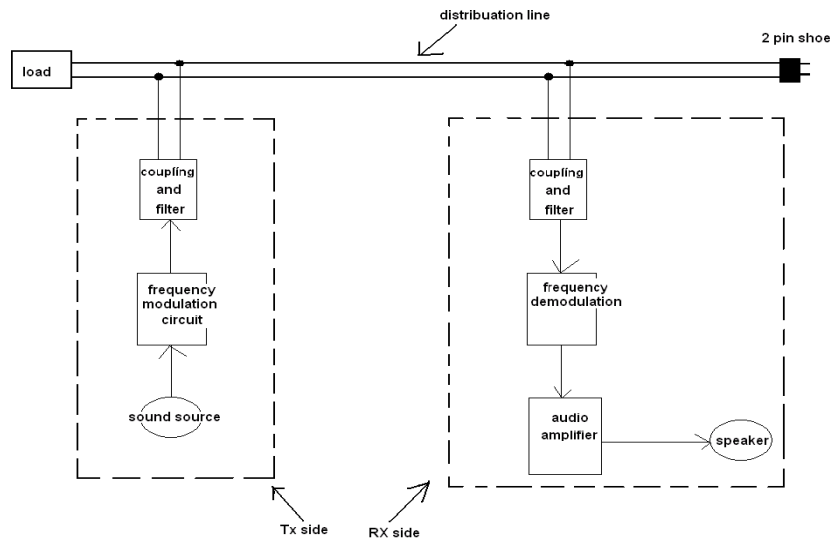 distribuation line
2 pin shoe
load
coupling
and
filter
coupling
and
filter
frequency
modulation
circuit
frequency
demodulation
sound source
audio
amplifier
speaker
Tx side
RX side